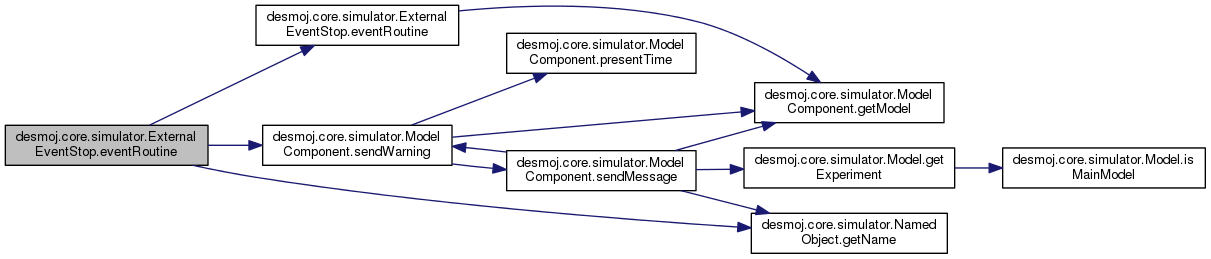 desmoj.core.simulator.External
EventStop.eventRoutine
desmoj.core.simulator.External
EventStop.eventRoutine
desmoj.core.simulator.Model
Component.sendWarning
desmoj.core.simulator.Model
Component.presentTime
desmoj.core.simulator.Model
Component.sendMessage
desmoj.core.simulator.Model
Component.getModel
desmoj.core.simulator.Model.get
Experiment
desmoj.core.simulator.Named
Object.getName
desmoj.core.simulator.Model.is
MainModel